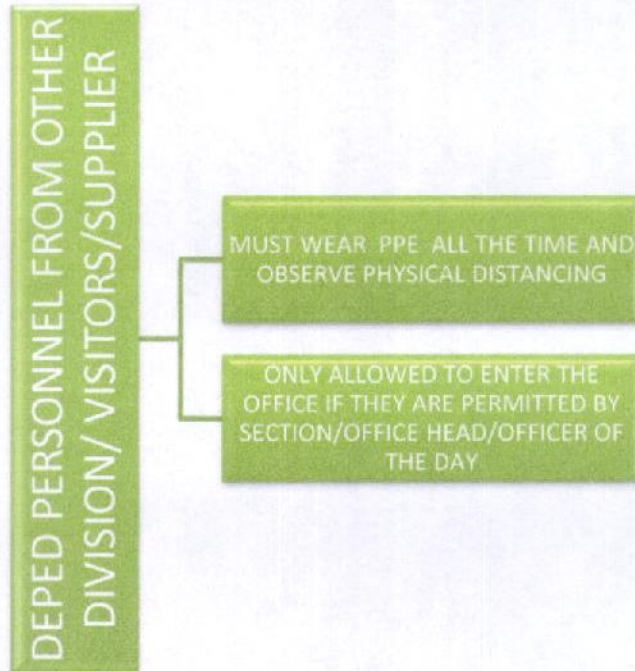 DEPED PERSONNEL FROM OTHER
DIVISION/ VISITORS/SUPPLIER
MUST WEAR PPE ALL THE TIME AND
OBSERVE PHYSICAL DISTANCING
ONLY ALLOWED TO ENTER THE
OFFICE IF THEY ARE PERMITTED BY
SECTION/OFFICE HEAD/OFFICER OF
THE DAY